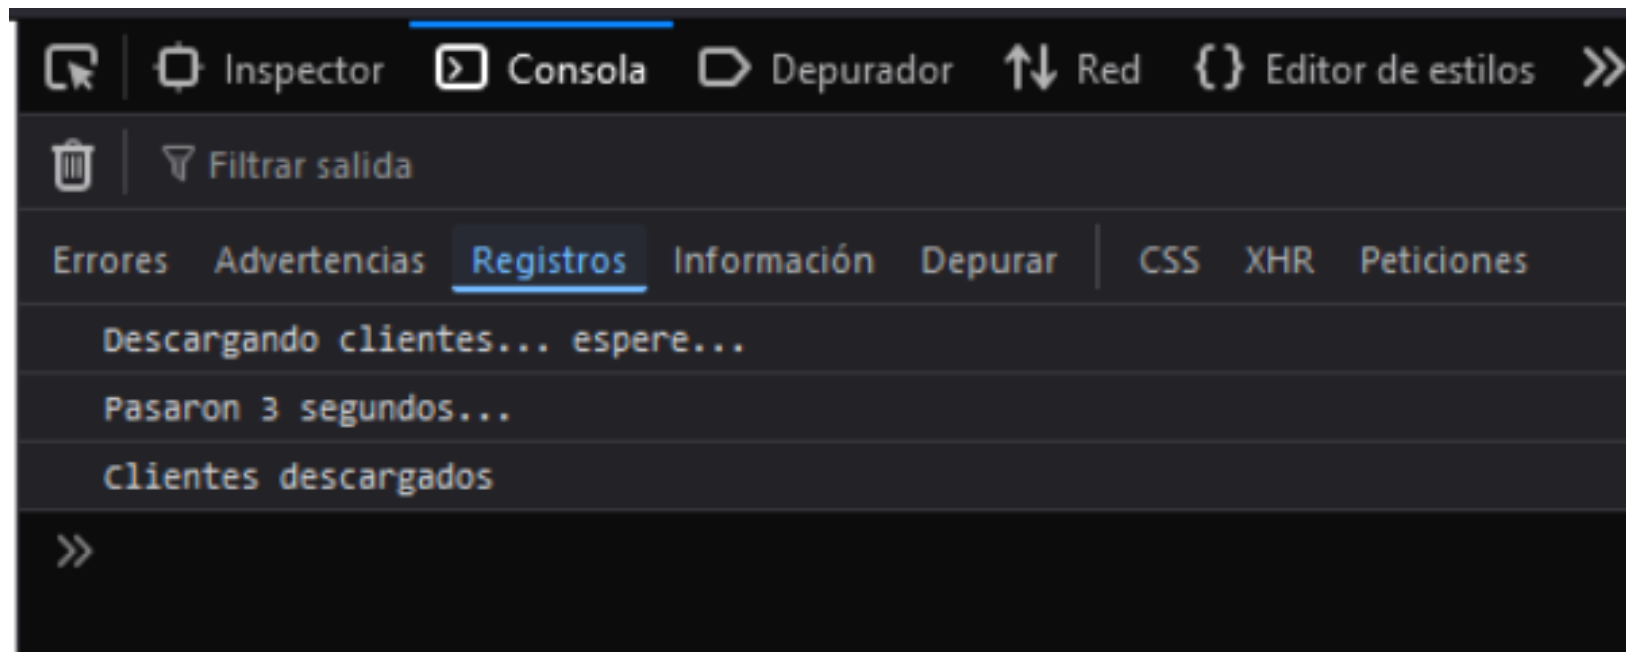 Inspector Consola Depurador Red Editor de estilos
Filtrar salida
Errores Advertencias Registros Información Depurar CSS XHR Peticiones
Descargando clientes... espere...
Pasaron 3 segundos...
Clientes descargados